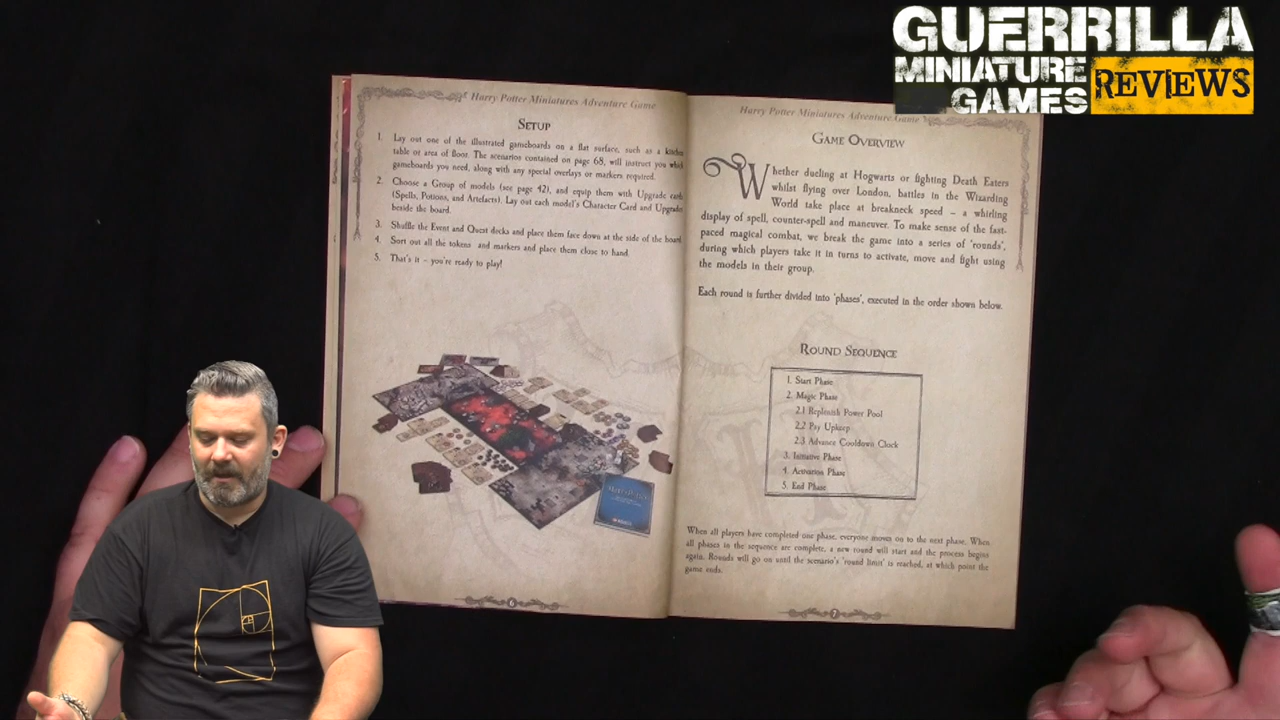 GUERRILLA
MINIATURE
GAMES
REVIEWS
Harry Potter Miniatures Adventure Game
SETUP
1. Lay out one of the illustrated gameboards on a flat surface, such as a kitchen
table or area of floor. The scenarios contained on page 68, will instruct you which
gameboards you need, along with any special overlays or markers required.
2. Choose a Group of models (see page 42), and equip them with Upgrade cards
(Spells, Potions, and Artefacts). Lay out each model's Character Card and Upgrades
beside the board.
3. Shuffle the Event and Quest decks and place them face down at the side of the board.
4. Sort out all the tokens and markers and place them close to hand.
5. That's it – you're ready to play!
6
Harry Potter Miniatures Adventure Game
GAME OVERVIEW
Whether dueling at Hogwarts or fighting Death Eaters
whilst flying over London, battles in the Wizarding
World take place at breakneck speed – a whirling
display of spell, counter-spell and maneuver. To make sense of the fast-
paced magical combat, we break the game into a series of 'rounds',
during which players take it in turns to activate, move and fight using
the models in their group.
Each round is further divided into 'phases', executed in the order shown below.
ROUND SEQUENCE
1. Start Phase
2. Magic Phase
2.1 Replenish Power Pool
2.2 Pay Upkeep
2.3 Advance Cooldown Clock
3. Initiative Phase
4. Activation Phase
5. End Phase
When all players have completed one phase, everyone moves on to the next phase. When
all phases in the sequence are complete, a new round will start and the process begins
again. Rounds will go on until the scenario's 'round limit' is reached, at which point the
game ends.
7